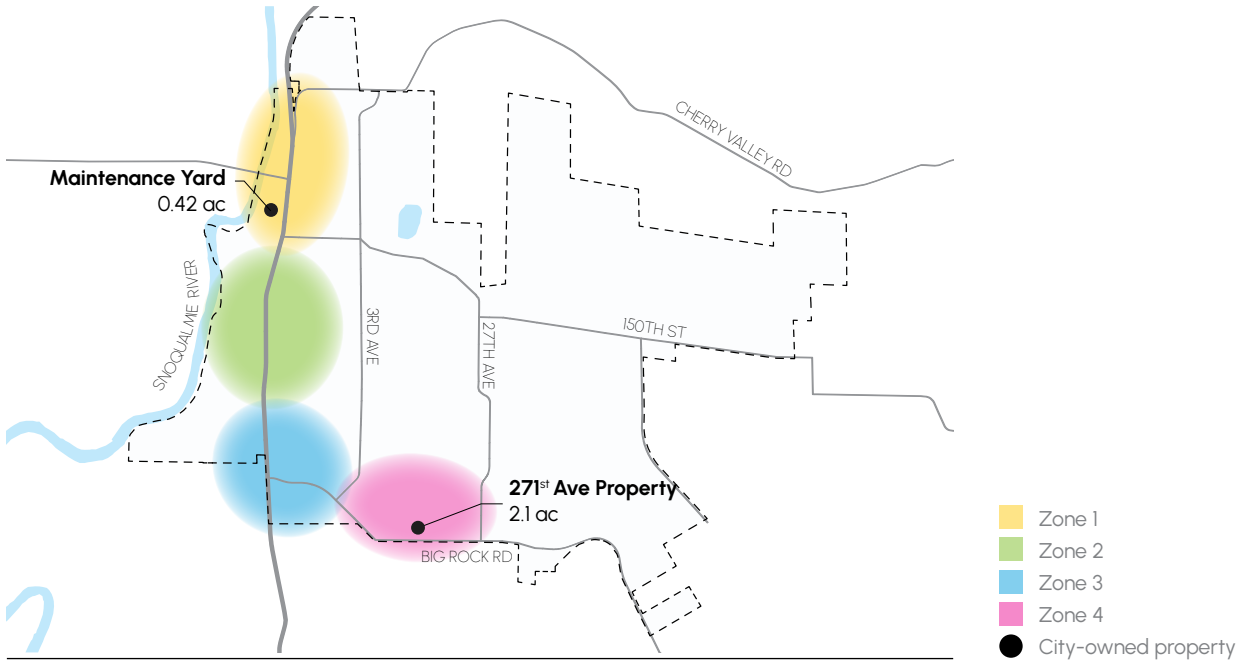 CHERRY VALLEY RD
Maintenance Yard
0.42 ac
SNOQUALMIE RIVER
3RD AVE
27TH AVE
150TH ST
271st Ave Property
2.1 ac
BIG ROCK RD
Zone 1
Zone 2
Zone 3
Zone 4
City-owned property